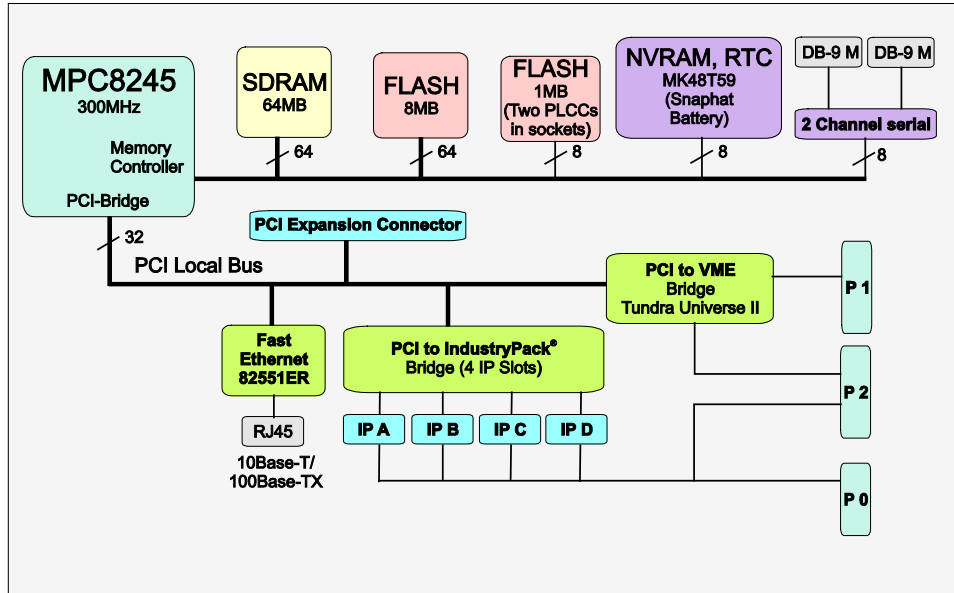 MPC8245
300MHz
Memory
Controller
PCI-Bridge
SDRAM
64MB
FLASH
8MB
FLASH
1MB
(Two PLCCs
in sockets)
NVRAM, RTC
MK48T59
(Snaphat
Battery)
DB-9 M
DB-9 M
2 Channel serial
64
64
8
8
8
32
PCI Local Bus
PCI Expansion Connector
PCI to VME
Bridge
Tundra Universe II
P 1
Fast
Ethernet
82551ER
PCI to IndustryPack®
Bridge (4 IP Slots)
P 2
RJ45
IP A
IP B
IP C
IP D
10Base-T/
100Base-TX
P 0